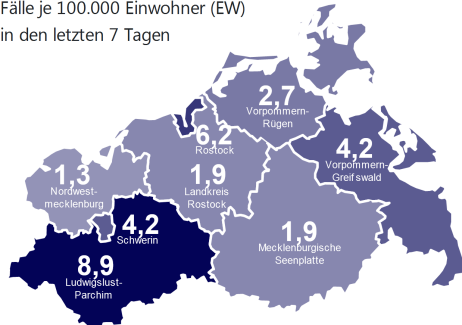 Fälle je 100.000 Einwohner (EW)
in den letzten 7 Tagen
2,7
Vorpommern-
Rügen
6,2
Rostock
4,2
Vorpommern-
Greifswald
1,3
Nordwest-
mecklenburg
1,9
Landkreis
Rostock
4,2
Schwerin
1,9
Mecklenburgische
Seenplatte
8,9
Ludwigslust-
Parchim